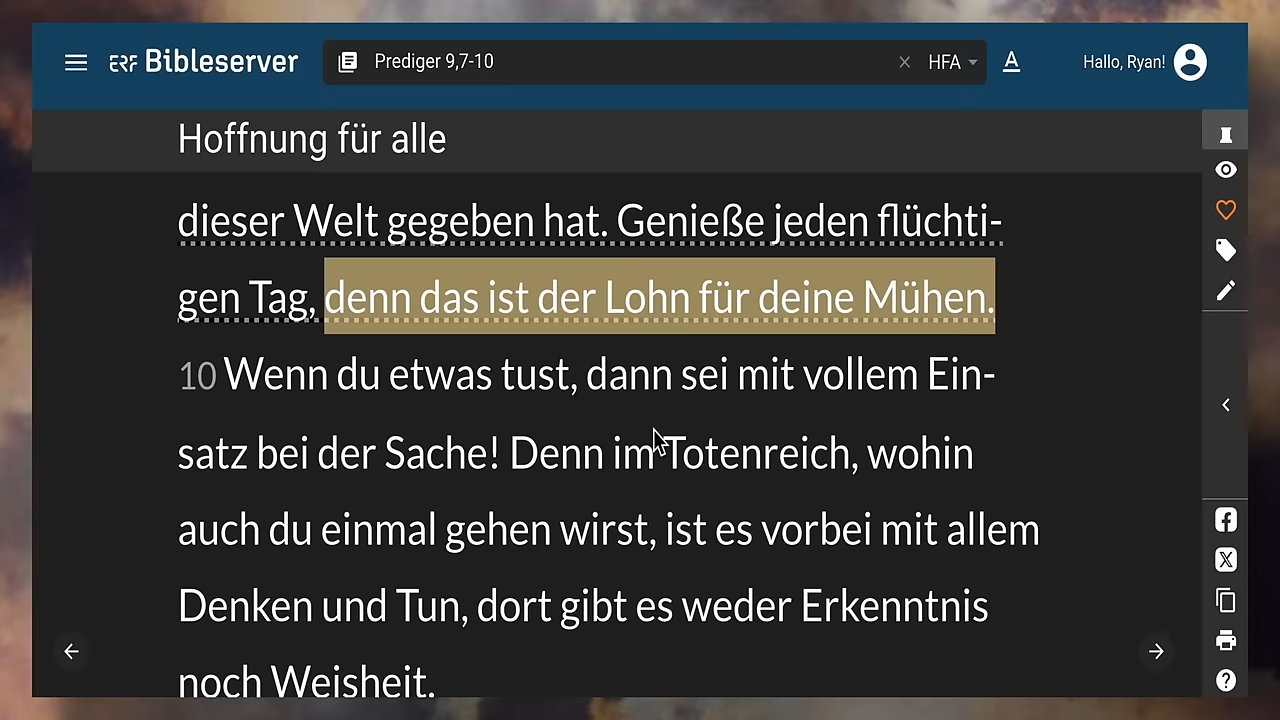 ERF Bibleserver
Prediger 9,7-10
HFA
A
Hallo, Ryan!
Hoffnung für alle
dieser Welt gegeben hat. Genieße jeden flüchti-
gen Tag, denn das ist der Lohn für deine Mühen.
10 Wenn du etwas tust, dann sei mit vollem Ein-
satz bei der Sache! Denn im Totenreich, wohin
auch du einmal gehen wirst, ist es vorbei mit allem
Denken und Tun, dort gibt es weder Erkenntnis
noch Weisheit.